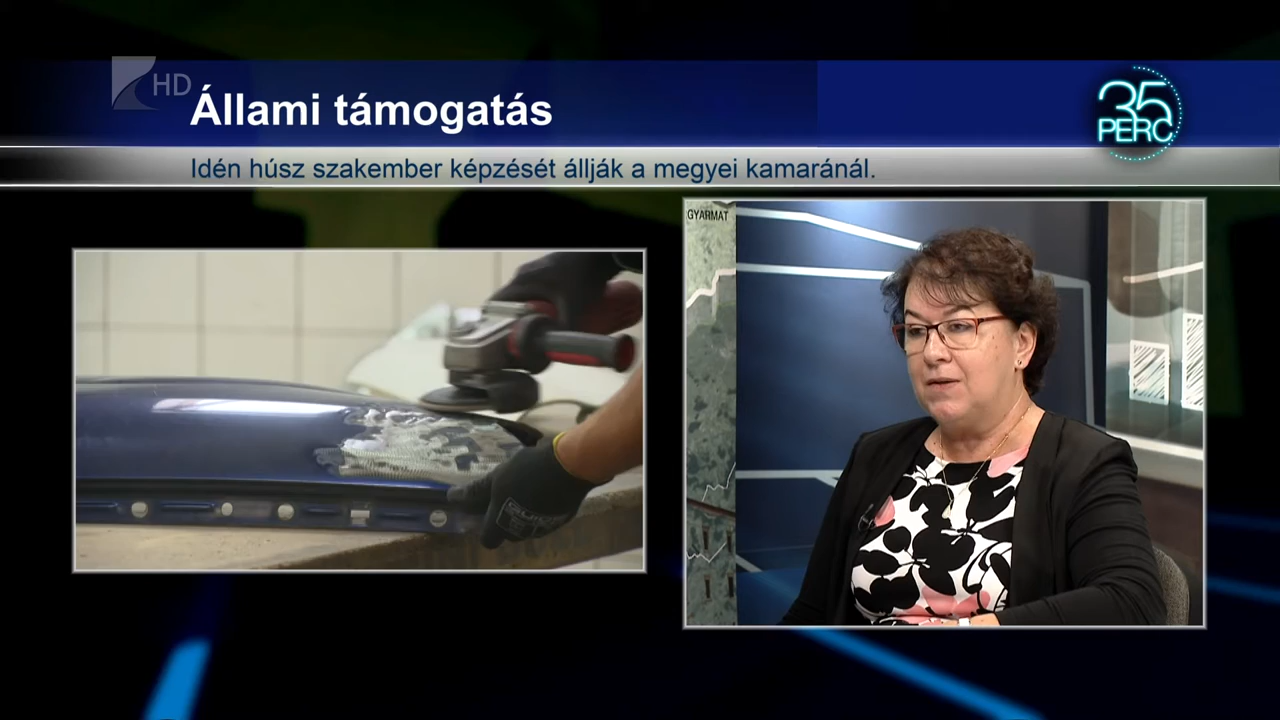 HD
Állami támogatás
35
PERC
Idén húsz szakember képzését állják a megyei kamaránál.
GYARMAT